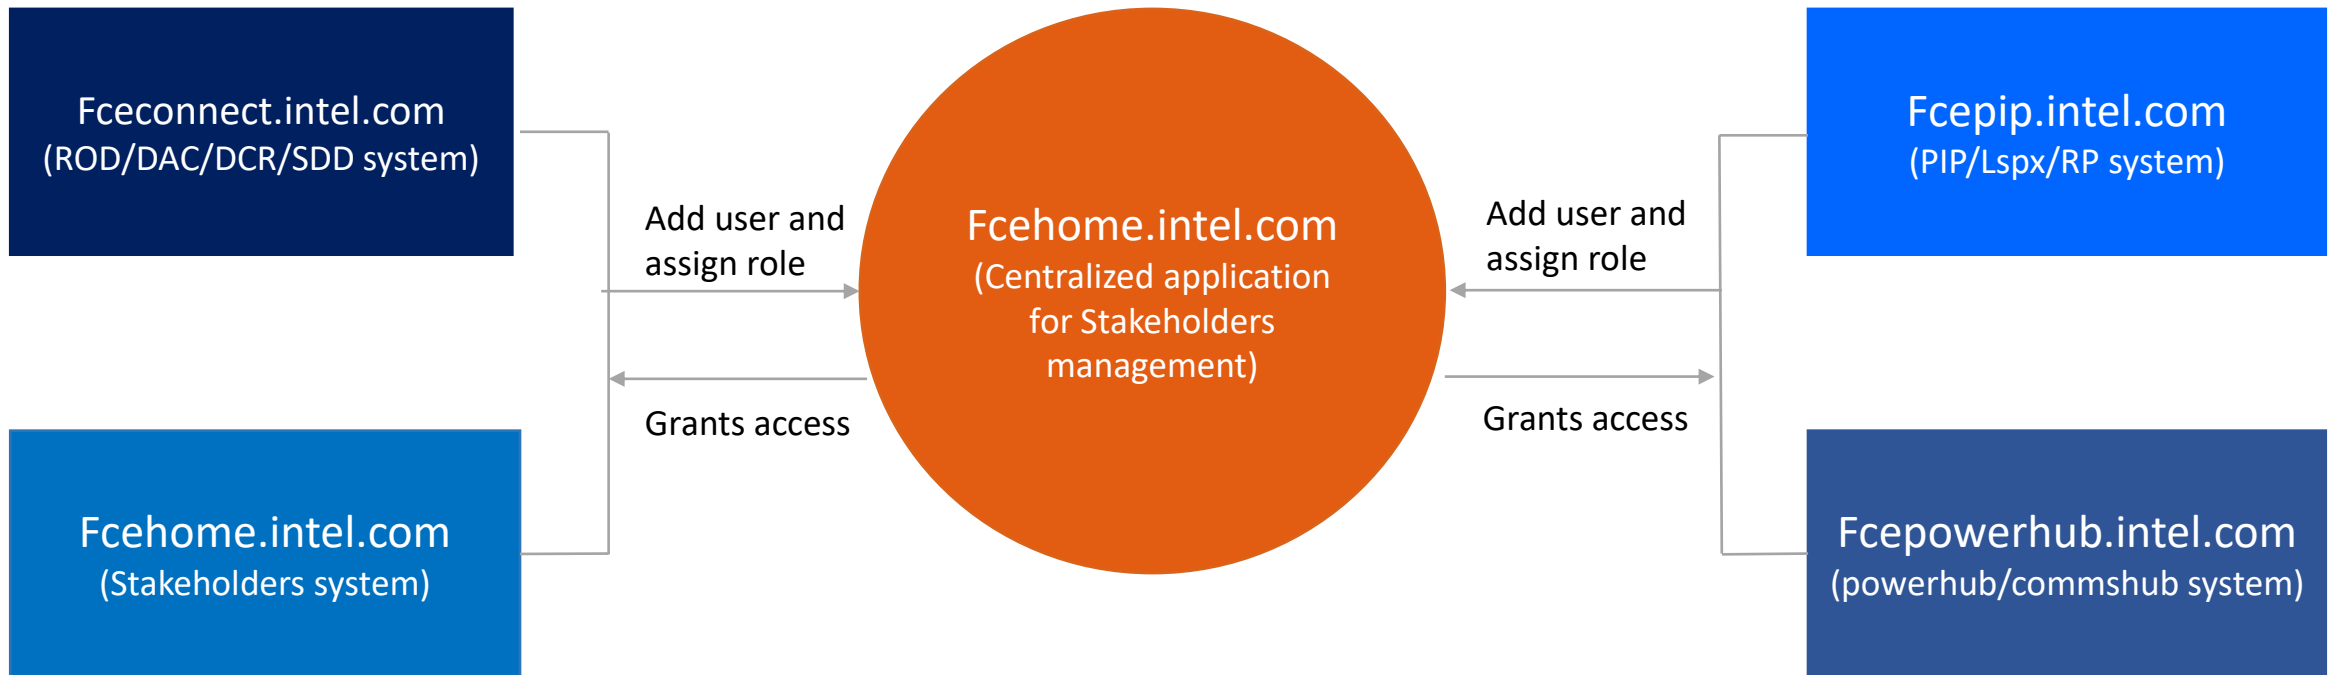 Fceconnect.intel.com
(ROD/DAC/DCR/SDD system)
Fcehome.intel.com
(Stakeholders system)
Add user and
assign role
Grants access
Fcehome.intel.com
(Centralized application
for Stakeholders
management)
Add user and
assign role
Grants access
Fcepip.intel.com
(PIP/Lspx/RP system)
Fcepowerhub.intel.com
(powerhub/commshub system)